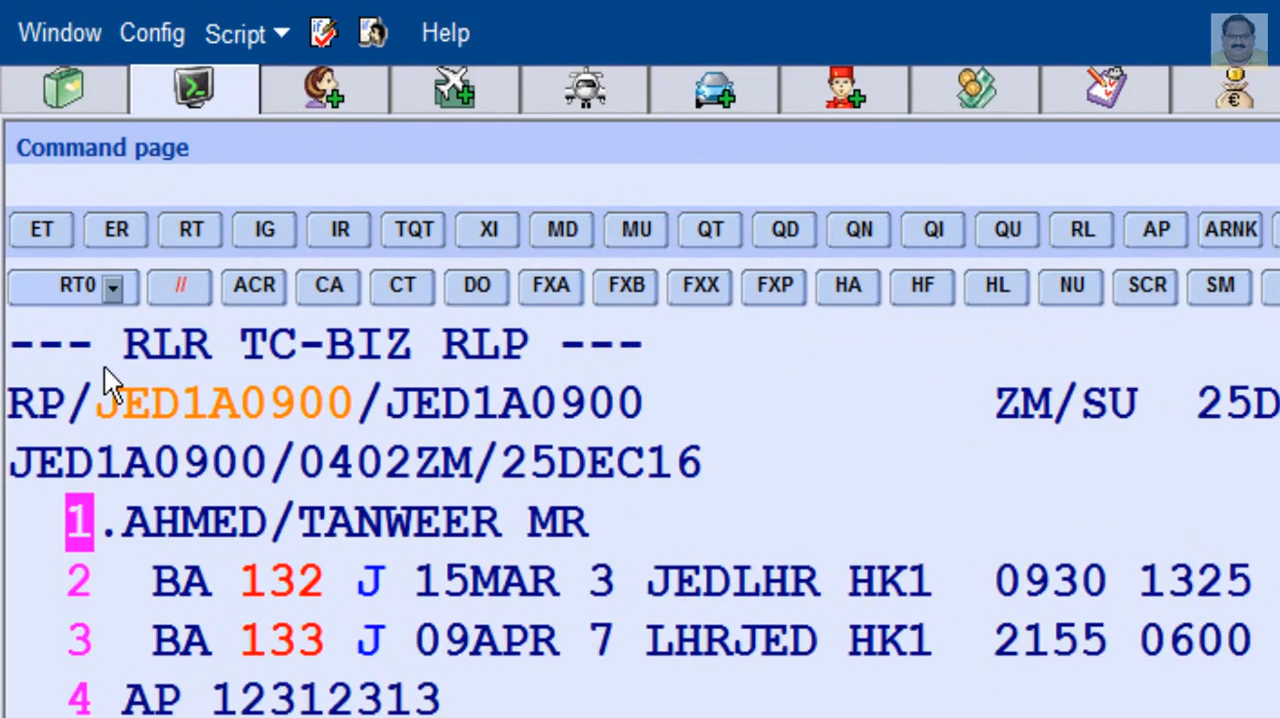 Window Config Script Help
Command page
ET ER RT IG IR TQT XI MD MU QT QD QN QI QU RL AP ARNK
RT0 // ACR CA CT DO FXA FXB FXX FXP HA HF HL NU SCR SM
--- RLR TC-BIZ RLP ---
RP/JED1A0900/JED1A0900 ZM/SU 25D
JED1A0900/0402ZM/25DEC16
1.AHMED/TANWEER MR
2 BA 132 J 15MAR 3 JEDLHR HK1 0930 1325
3 BA 133 J 09APR 7 LHRJED HK1 2155 0600
4 AP 12312313